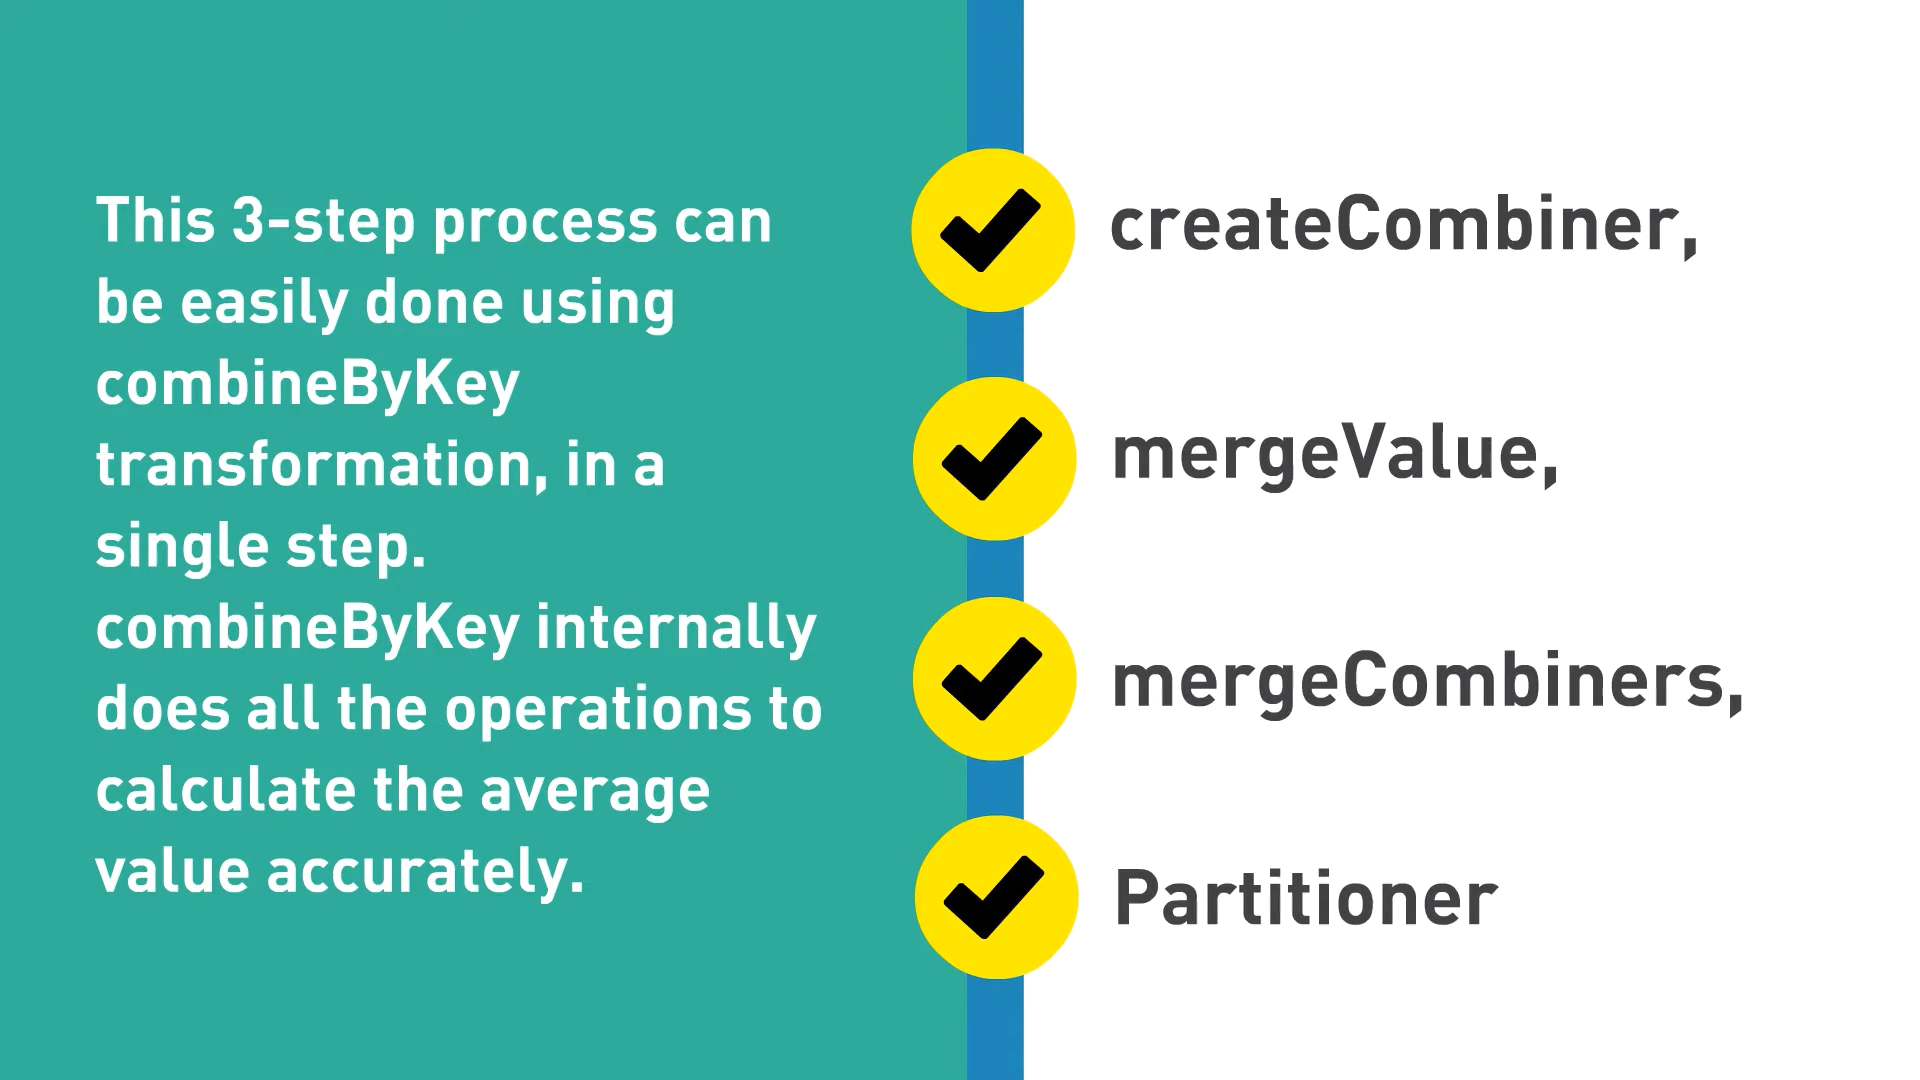 This 3-step process can
be easily done using
combineByKey
transformation, in a
single step.
combineByKey internally
does all the operations to
calculate the average
value accurately.
createCombiner,
mergeValue,
mergeCombiners,
Partitioner